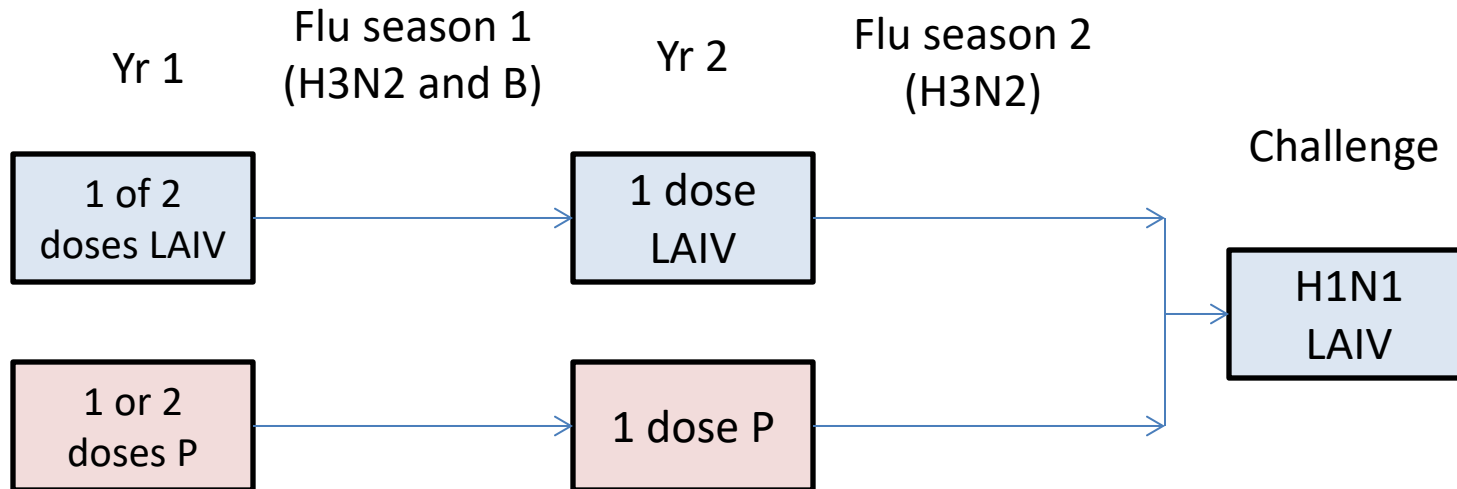 Yr 1
Flu season 1
(H3N2 and B)
Yr 2
Flu season 2
(H3N2)
Challenge
1 of 2
doses LAIV
1 dose
LAIV
H1N1
LAIV
1 or 2
doses P
1 dose P